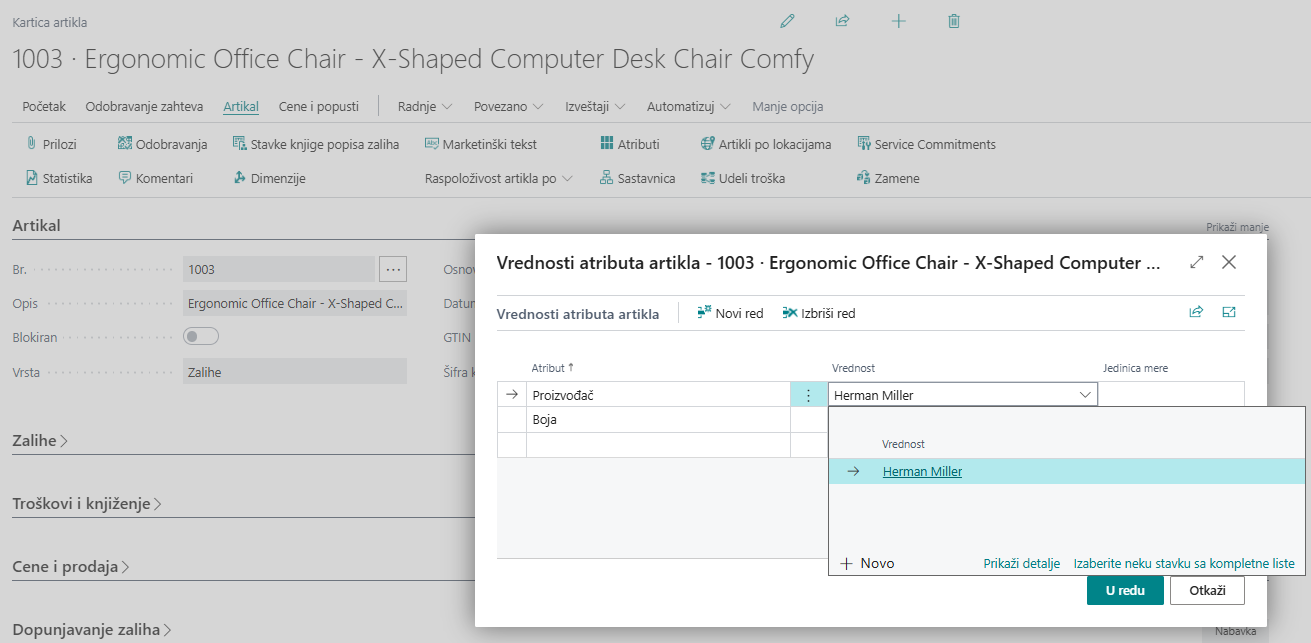 Kartica artikla
1003 · Ergonomic Office Chair - X-Shaped Computer Desk Chair Comfy
Početak Odobravanje zahteva Artikal Cene i popusti Radnje Povezano Izveštaji Automatizuj Manje opcija
Prilozi Odobravanja Stavke knjige popisa zaliha Marketinški tekst Atributi Artikli po lokacijama Service Commitments
Statistika Komentari Dimenzije Raspoloživost artikla po Sastavnica Udeli troška Zamene
Artikal Prikaži manje
Br. 1003 ... Osnov
Opis Ergonomic Office Chair - X-Shaped C... Datur
Blokiran GTIN
Vrsta Zalihe Šifra k
Zalihe
Troškovi i knjiženje
Cene i prodaja
Dopunjavanje zaliha Nabavka
Vrednosti atributa artikla - 1003 · Ergonomic Office Chair - X-Shaped Computer ...
Vrednosti atributa artikla Novi red Izbriši red
Atribut ↑ Vrednost Jedinica mere
→ Proizvođač Herman Miller
Boja
Vrednost
→ Herman Miller
+ Novo Prikaži detalje Izaberite neku stavku sa kompletne liste
U redu Otkaži